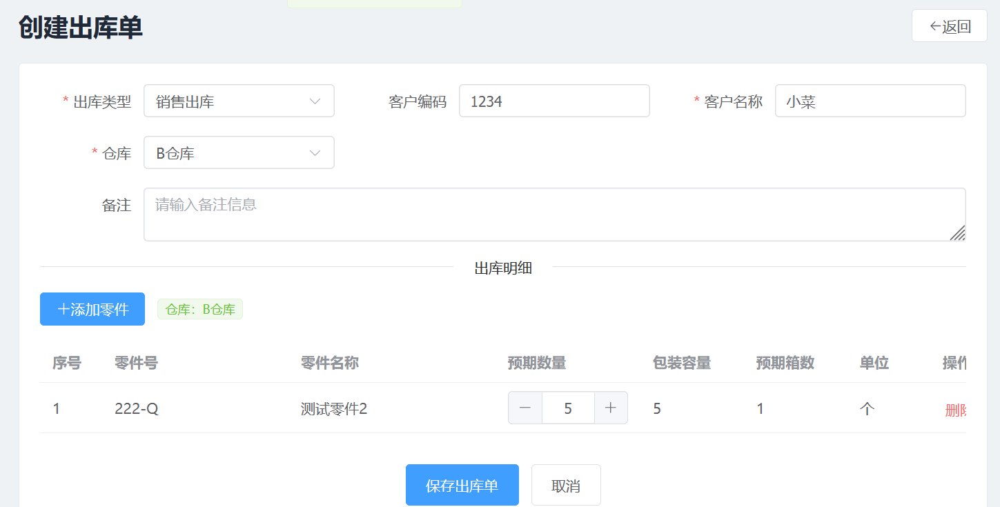 创建出库单
←返回
* 出库类型 销售出库 客户编码 1234 * 客户名称 小菜
* 仓库 B仓库
备注 请输入备注信息
出库明细
+添加零件 仓库：B仓库
序号 零件号 零件名称 预期数量 包装容量 预期箱数 单位 操作
1 222-Q 测试零件2 − 5 + 5 1 个 删除
保存出库单 取消